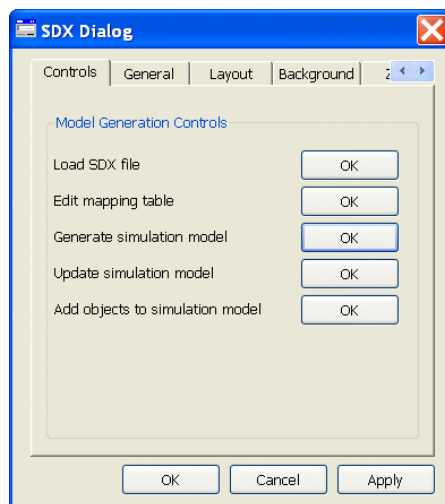 SDX Dialog
Controls General Layout Background
Model Generation Controls
Load SDX file OK
Edit mapping table OK
Generate simulation model OK
Update simulation model OK
Add objects to simulation model OK
OK Cancel Apply